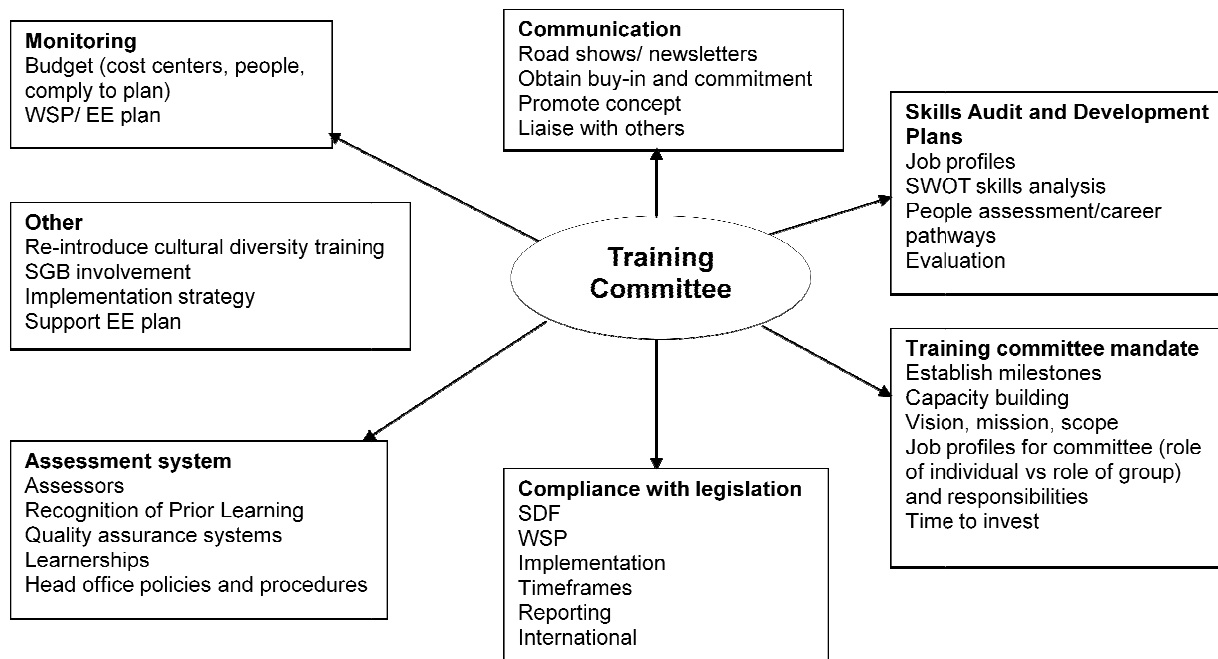 Monitoring
Budget (cost centers, people,
comply to plan)
WSP/ EE plan
Communication
Road shows/ newsletters
Obtain buy-in and commitment
Promote concept
Liaise with others
Skills Audit and Development
Plans
Job profiles
SWOT skills analysis
People assessment/career
pathways
Evaluation
Other
Re-introduce cultural diversity training
SGB involvement
Implementation strategy
Support EE plan
Training
Committee
Training committee mandate
Establish milestones
Capacity building
Vision, mission, scope
Job profiles for committee (role
of individual vs role of group)
and responsibilities
Time to invest
Assessment system
Assessors
Recognition of Prior Learning
Quality assurance systems
Learnerships
Head office policies and procedures
Compliance with legislation
SDF
WSP
Implementation
Timeframes
Reporting
International